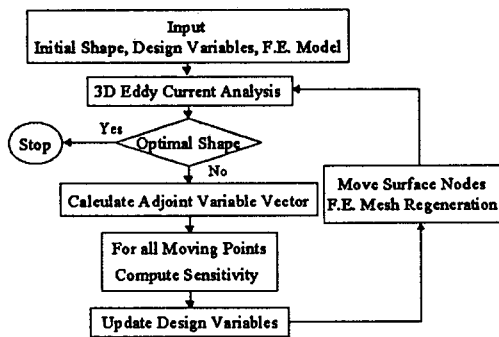 Input
Initial Shape, Design Variables, F.E. Model
3D Eddy Current Analysis
Yes
Stop
Optimal Shape
No
Calculate Adjoint Variable Vector
Move Surface Nodes
F.E. Mesh Regeneration
For all Moving Points
Compute Sensitivity
Update Design Variables